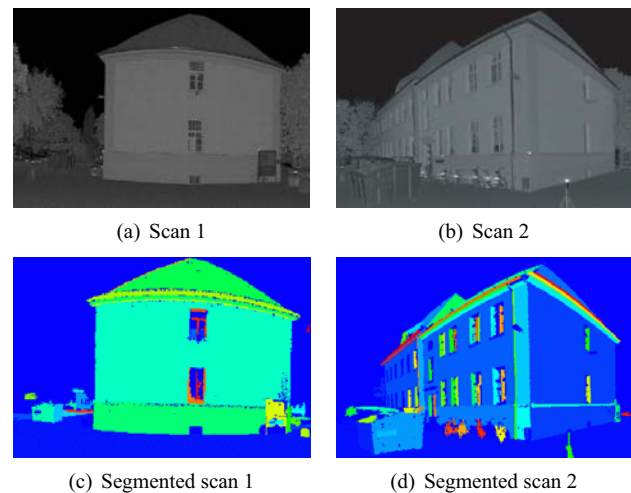 (a) Scan 1
(b) Scan 2
(c) Segmented scan 1
(d) Segmented scan 2